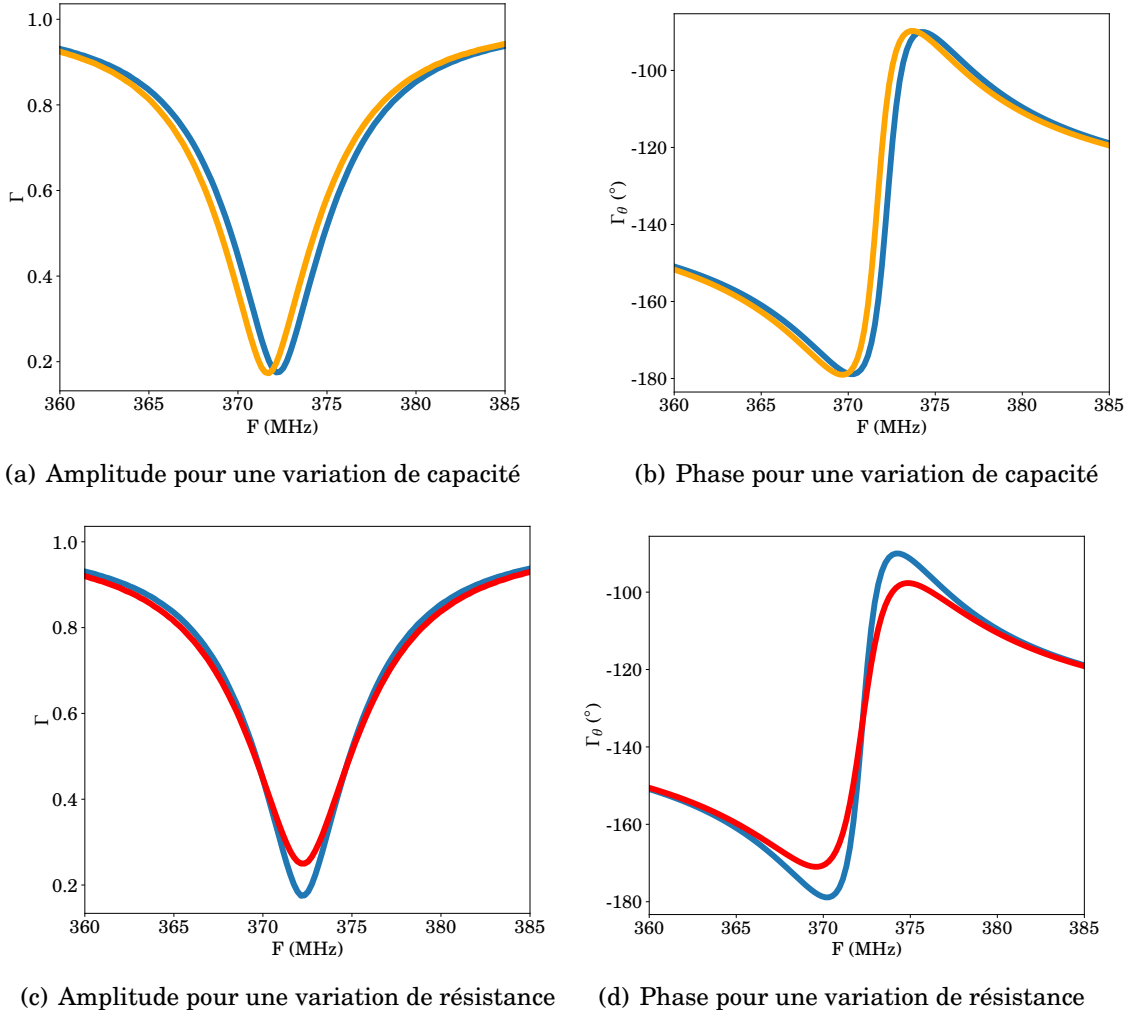 1.0
0.8
0.6
0.4
0.2
Γ
360 365 370 375 380 385
F (MHz)
-100
-120
-140
-160
-180
Γθ (°)
360 365 370 375 380 385
F (MHz)
(a) Amplitude pour une variation de capacité
(b) Phase pour une variation de capacité
1.0
0.8
0.6
0.4
0.2
Γ
360 365 370 375 380 385
F (MHz)
-100
-120
-140
-160
-180
Γθ (°)
360 365 370 375 380 385
F (MHz)
(c) Amplitude pour une variation de résistance
(d) Phase pour une variation de résistance